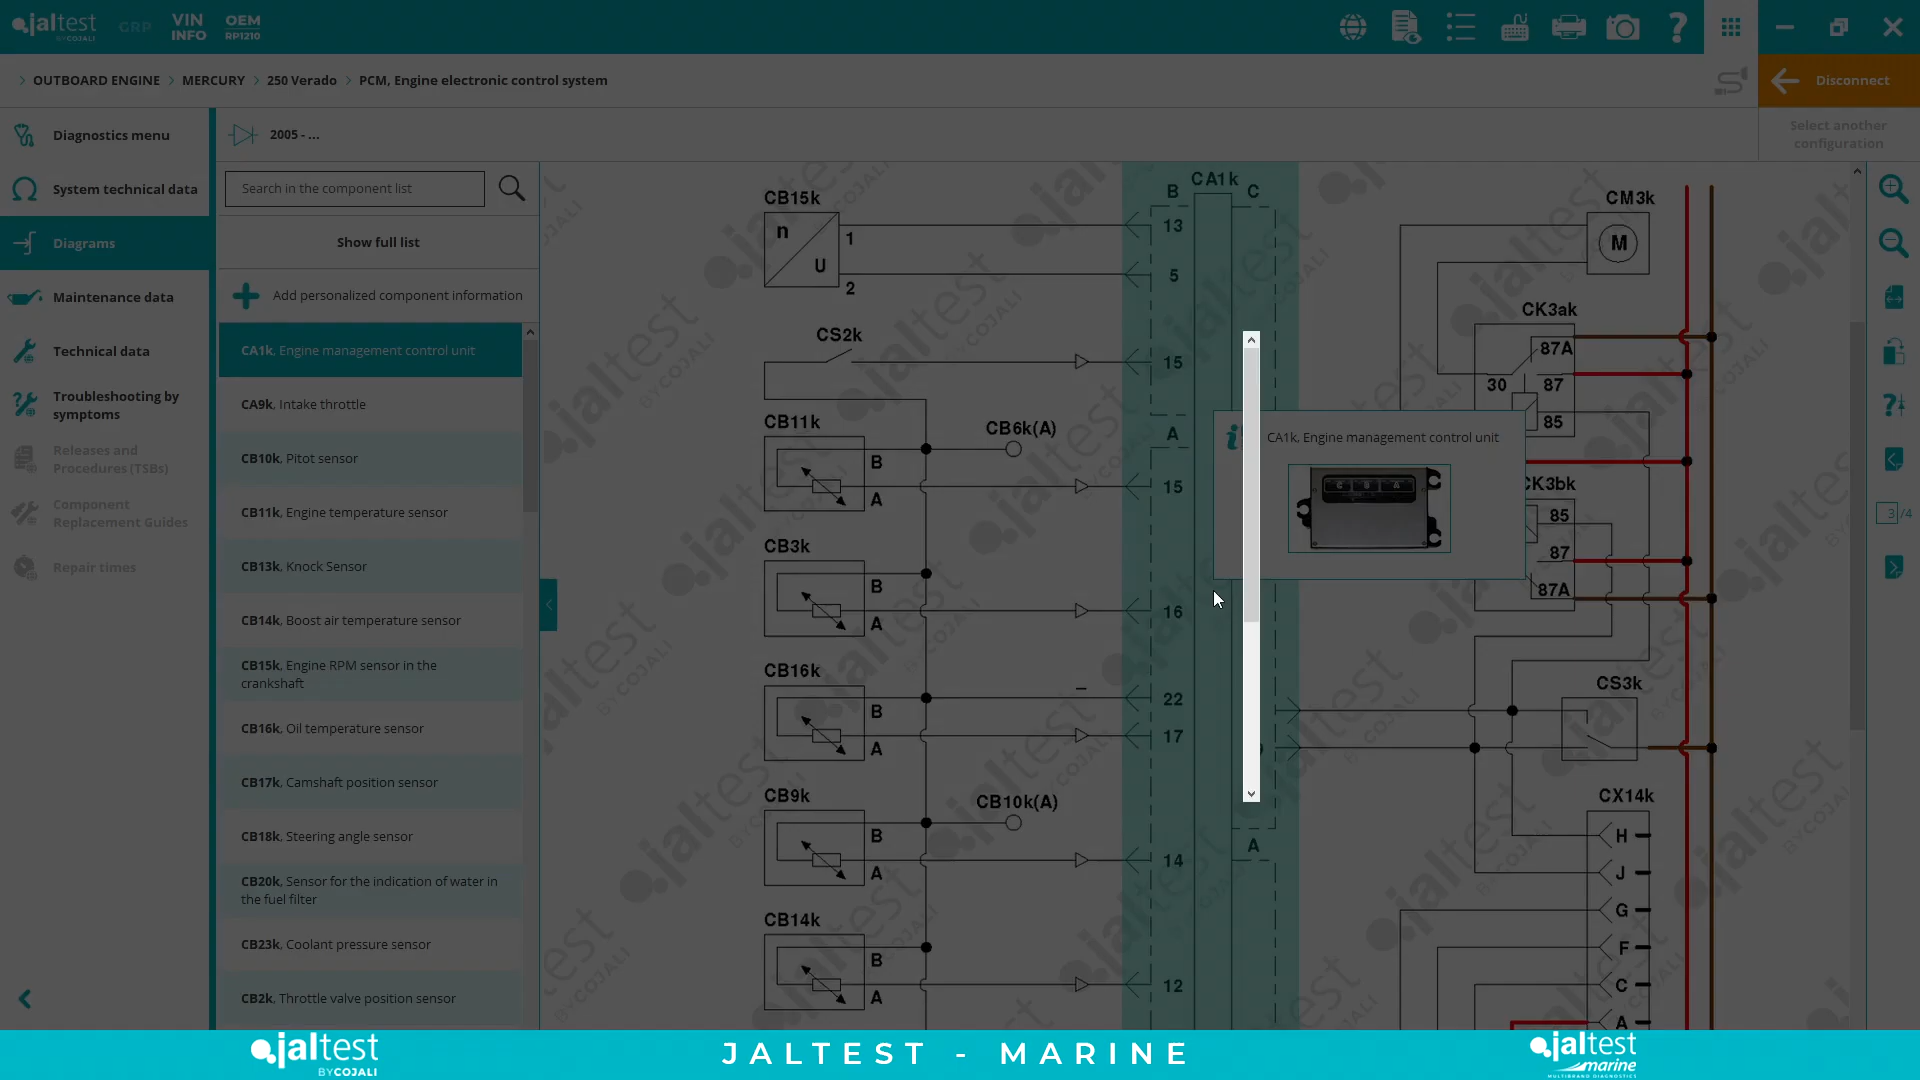 jaltest
BY COJALI
GRP
VIN
INFO
OEM
RP1210
OUTBOARD ENGINE
MERCURY
250 Verado
PCM, Engine electronic control system
Disconnect
Diagnostics menu
2005 - ...
Select another
configuration
System technical data
Search in the component list
Diagrams
Show full list
Maintenance data
Add personalized component information
Technical data
Troubleshooting by
symptoms
Releases and
Procedures (TSBs)
Component
Replacement Guides
Repair times
CA1k, Engine management control unit
CA9k, Intake throttle
CB10k, Pitot sensor
CB11k, Engine temperature sensor
CB13k, Knock Sensor
CB14k, Boost air temperature sensor
CB15k, Engine RPM sensor in the
crankshaft
CB16k, Oil temperature sensor
CB17k, Camshaft position sensor
CB18k, Steering angle sensor
CB20k, Sensor for the indication of water in
the fuel filter
CB23k, Coolant pressure sensor
CB2k, Throttle valve position sensor
CB15k
n
U
1
2
CS2k
CB11k
B
A
CB6k(A)
CB3k
B
A
CB16k
B
A
CB9k
B
A
CB10k(A)
CB14k
B
A
CA1k
B
C
13
5
15
A
15
16
22
17
14
A
12
CA1k, Engine management control unit
C B A
CM3k
M
CK3ak
87A
30
87
85
CK3bk
85
87
87A
CS3k
CX14k
H
J
G
F
C
A
3 /4
jaltest
BY COJALI
JALTEST - MARINE
jaltest
marine
MULTIBRAND DIAGNOSTICS